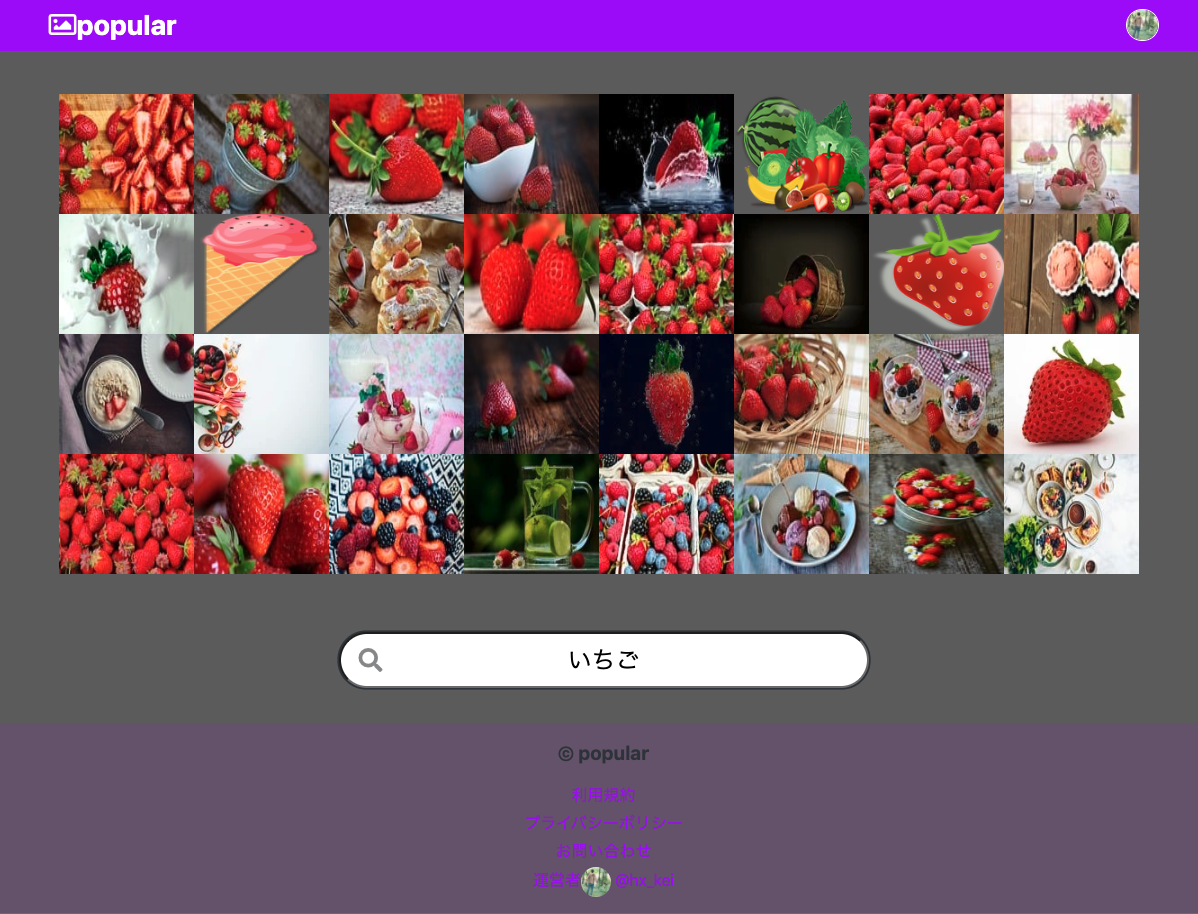 popular
いちご
© popular
利用規約
プライバシーポリシー
お問い合わせ
運営者 @hx_kei